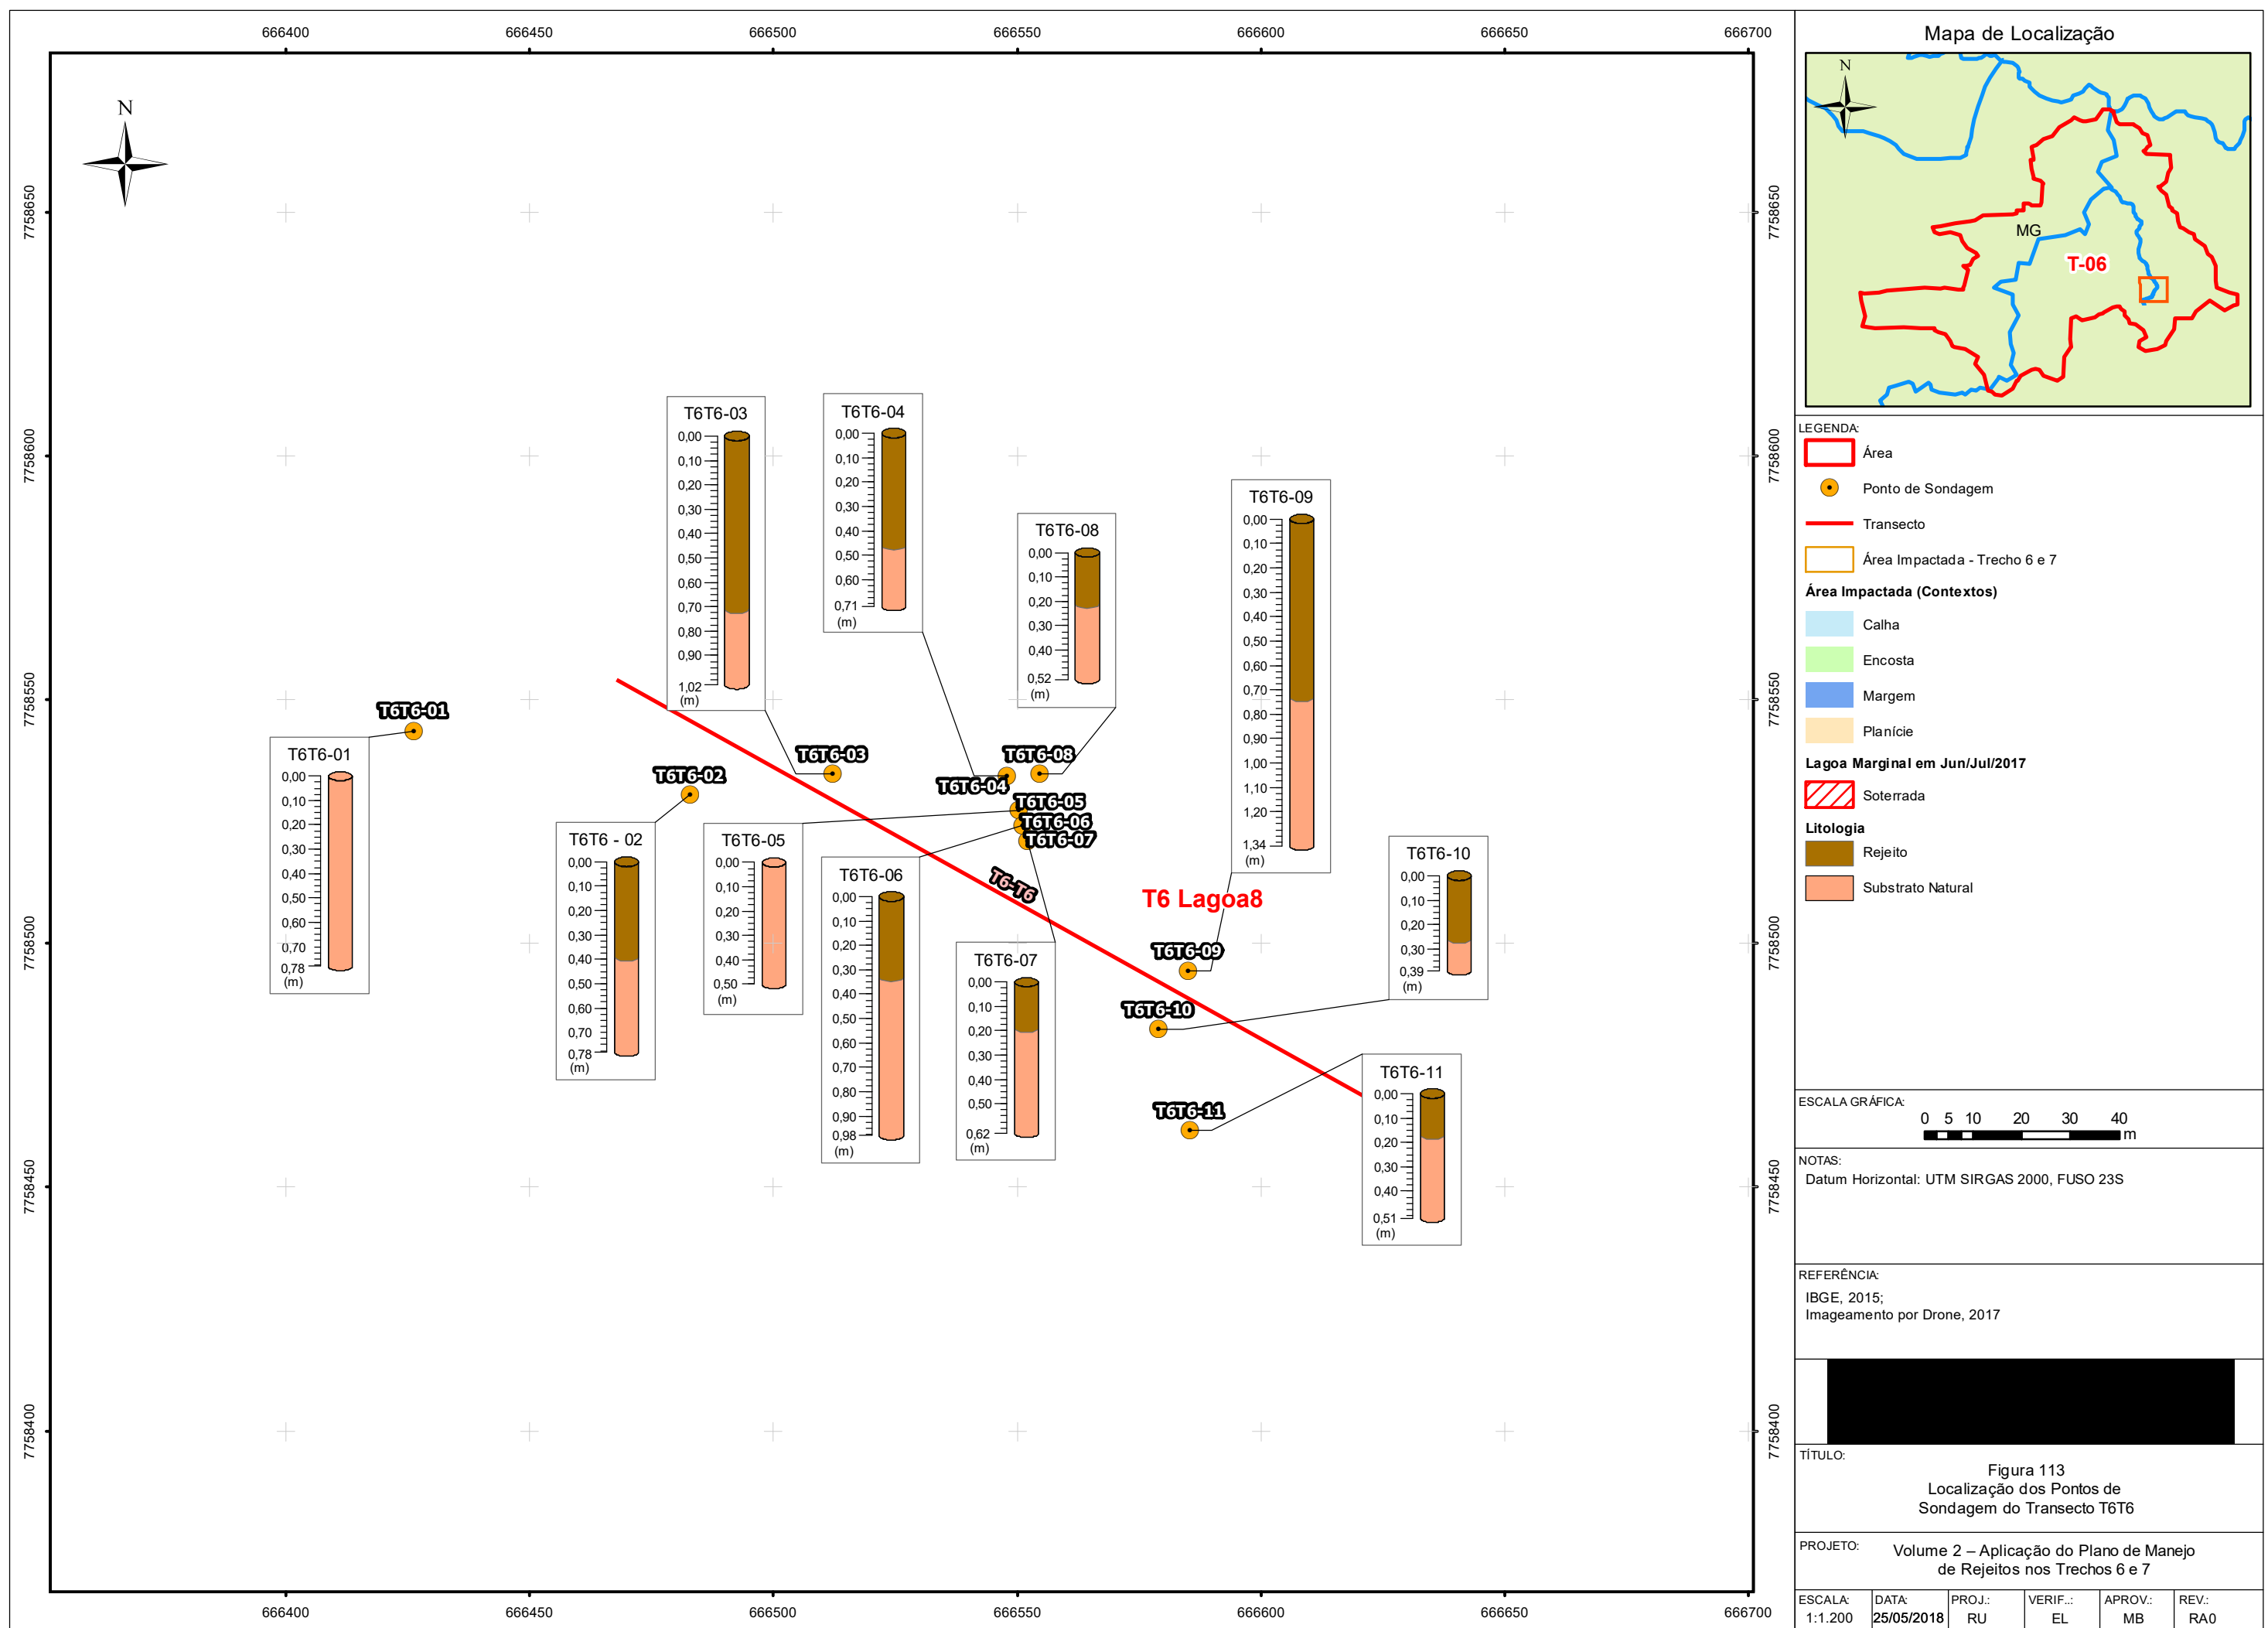 666400
666450
666500
666550
666600
666650
666700
7758650
7758600
7758550
7758500
7758450
7758400
N
T6T6-03
0,00
0,10
0,20
0,30
0,40
0,50
0,60
0,70
0,80
0,90
1,02
(m)
T6T6-04
0,00
0,10
0,20
0,30
0,40
0,50
0,60
0,71
(m)
T6T6-08
0,00
0,10
0,20
0,30
0,40
0,52
(m)
T6T6-09
0,00
0,10
0,20
0,30
0,40
0,50
0,60
0,70
0,80
0,90
1,00
1,10
1,20
1,34
(m)
T6T6-01
T6T6-02
T6T6-03
T6T6-08
T6T6-04
T6T6-05
T6T6-06
T6T6-07
T6-T6
T6 Lagoa8
T6T6-09
T6T6-10
T6T6-11
T6T6-01
0,00
0,10
0,20
0,30
0,40
0,50
0,60
0,70
0,78
(m)
T6T6 - 02
0,00
0,10
0,20
0,30
0,40
0,50
0,60
0,70
0,78
(m)
T6T6-05
0,00
0,10
0,20
0,30
0,40
0,50
(m)
T6T6-06
0,00
0,10
0,20
0,30
0,40
0,50
0,60
0,70
0,80
0,90
0,98
(m)
T6T6-07
0,00
0,10
0,20
0,30
0,40
0,50
0,62
(m)
T6T6-10
0,00
0,10
0,20
0,30
0,39
(m)
T6T6-11
0,00
0,10
0,20
0,30
0,40
0,51
(m)
7758650
7758600
7758550
7758500
7758450
7758400
666400
666450
666500
666550
666600
666650
666700
Mapa de Localização
N
MG
T-06
LEGENDA:
Área
Ponto de Sondagem
Transecto
Área Impactada - Trecho 6 e 7
Área Impactada (Contextos)
Calha
Encosta
Margem
Planície
Lagoa Marginal em Jun/Jul/2017
Soterrada
Litologia
Rejeito
Substrato Natural
ESCALA GRÁFICA:
0 5 10 20 30 40
m
NOTAS:
Datum Horizontal: UTM SIRGAS 2000, FUSO 23S
REFERÊNCIA:
IBGE, 2015;
Imageamento por Drone, 2017
TÍTULO:
Figura 113
Localização dos Pontos de
Sondagem do Transecto T6T6
PROJETO:
Volume 2 – Aplicação do Plano de Manejo
de Rejeitos nos Trechos 6 e 7
ESCALA: DATA: PROJ.: VERIF.: APROV.: REV.:
1:1.200 25/05/2018 RU EL MB RA0